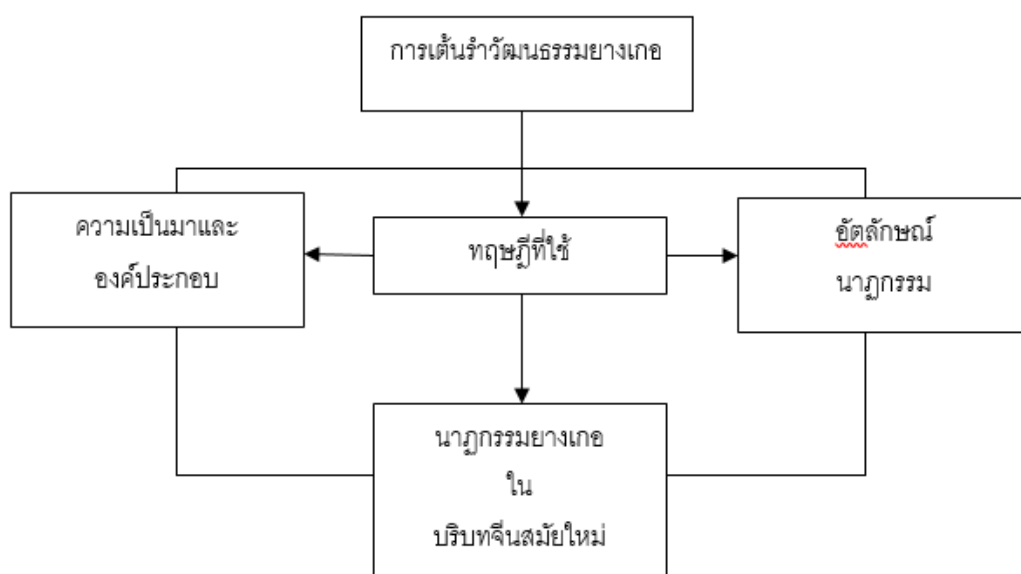 การเต้นรำวัฒนธรรมยางเกอ
ความเป็นมาและ
องค์ประกอบ
ทฤษฎีที่ใช้
อัตลักษณ์
นาฏกรรม
นาฏกรรมยางเกอ
ใน
บริบทจีนสมัยใหม่